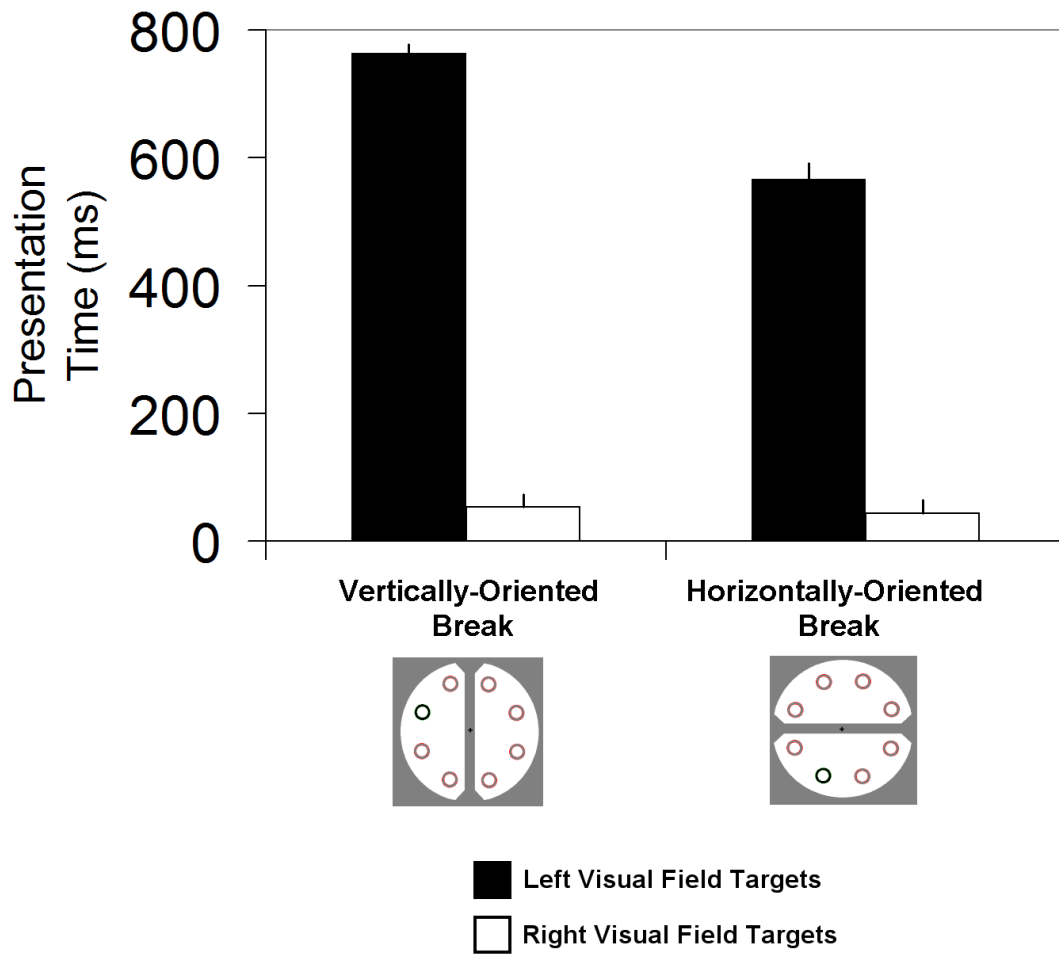 Presentation
Time (ms)
800
600
400
200
0
Vertically-Oriented
Break
Horizontally-Oriented
Break
Left Visual Field Targets
Right Visual Field Targets